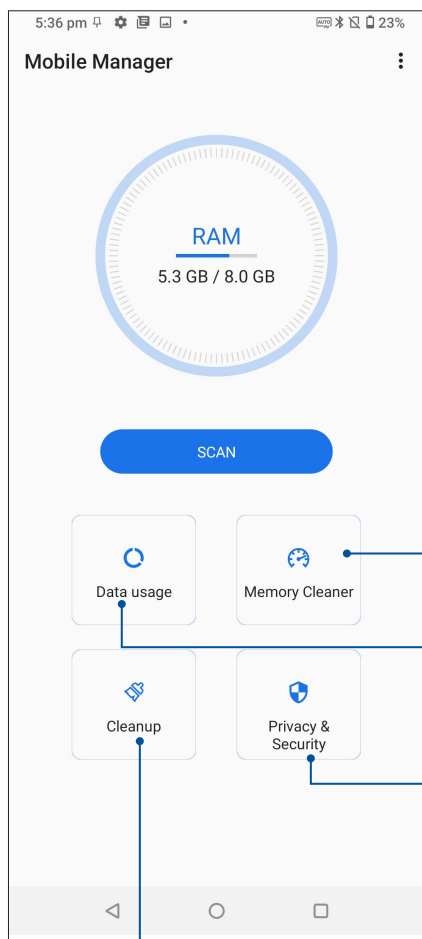 5:36 pm 23%
Mobile Manager
RAM
5.3 GB / 8.0 GB
SCAN
Data usage
Memory Cleaner
Cleanup
Privacy &
Security